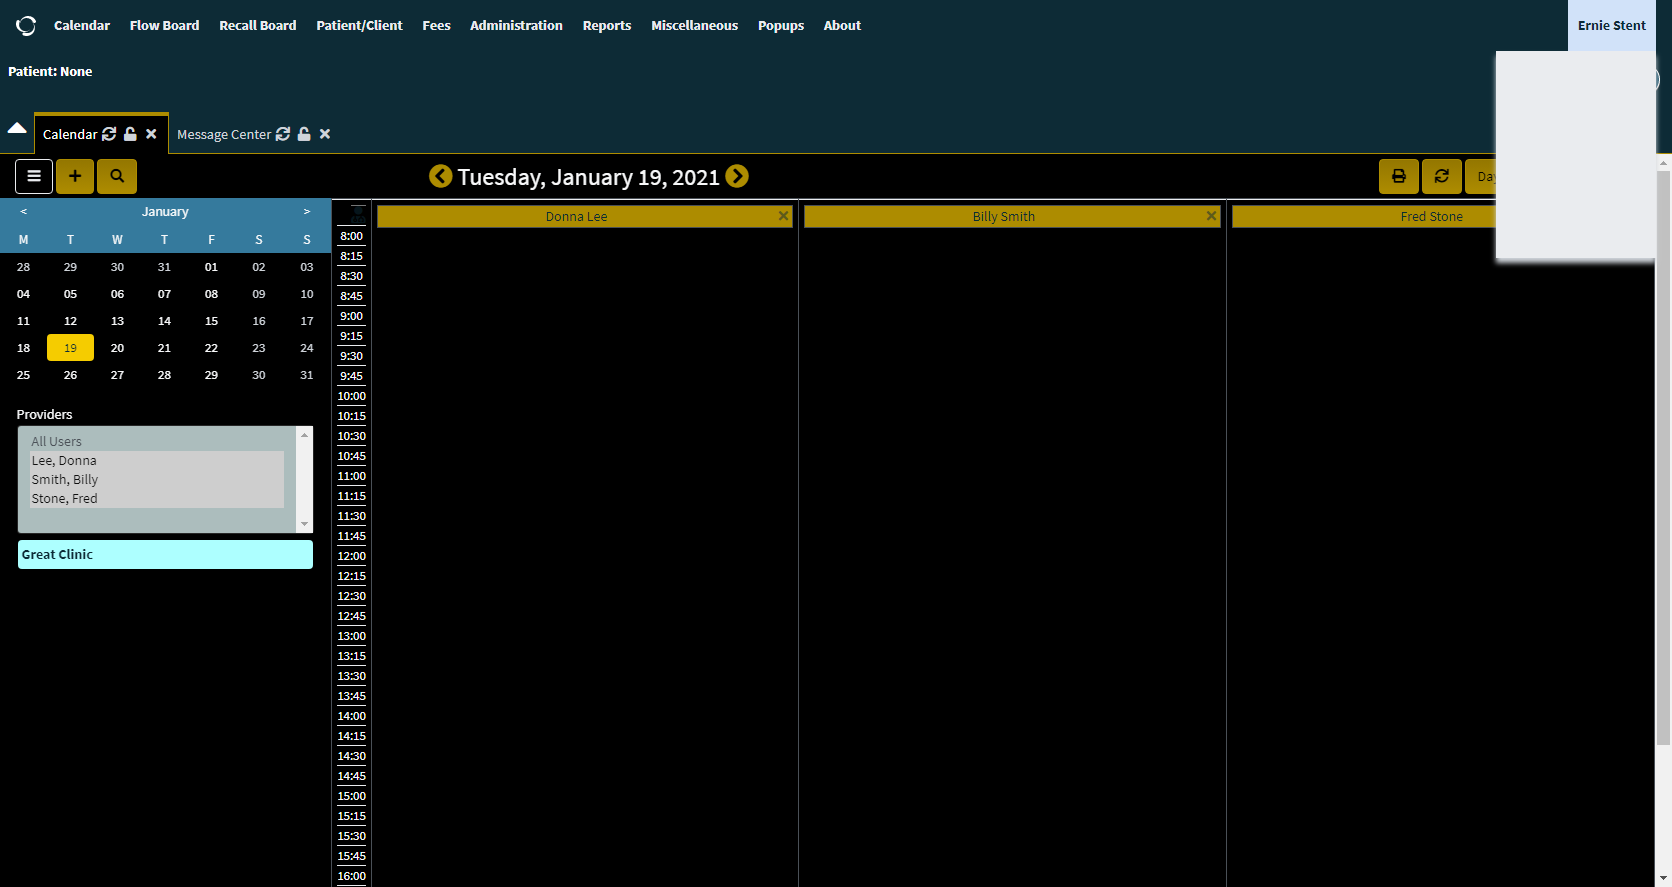 Calendar Flow Board Recall Board Patient/Client Fees Administration Reports Miscellaneous Popups About Ernie Stent
Patient: None
Calendar Message Center
Tuesday, January 19, 2021
< January >
M T W T F S S
28 29 30 31 01 02 03
04 05 06 07 08 09 10
11 12 13 14 15 16 17
18 19 20 21 22 23 24
25 26 27 28 29 30 31
Providers
All Users
Lee, Donna
Smith, Billy
Stone, Fred
Great Clinic
Donna Lee Billy Smith Fred Stone
8:00
8:15
8:30
8:45
9:00
9:15
9:30
9:45
10:00
10:15
10:30
10:45
11:00
11:15
11:30
11:45
12:00
12:15
12:30
12:45
13:00
13:15
13:30
13:45
14:00
14:15
14:30
14:45
15:00
15:15
15:30
15:45
16:00